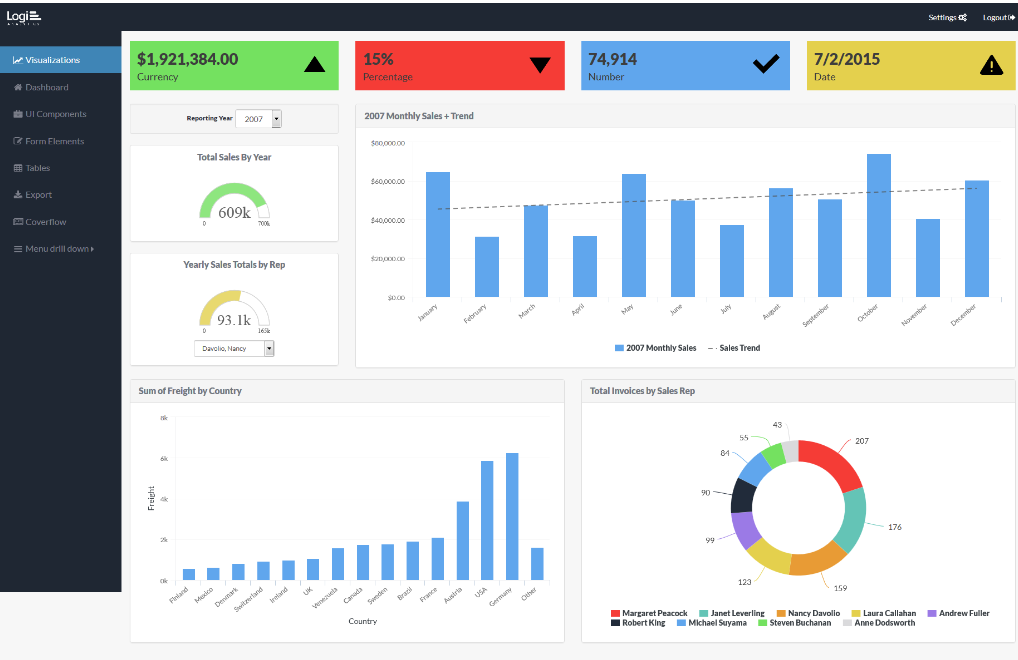 Logi
ANALYTICS
Settings
Logout
Visualizations
Dashboard
UI Components
Form Elements
Tables
Export
Coverflow
Menu drill down
$1,921,384.00
Currency
15%
Percentage
74,914
Number
7/2/2015
Date
Reporting Year 2007
Total Sales By Year
609k
0 700k
Yearly Sales Totals by Rep
93.1k
0 165k
Davolio, Nancy
2007 Monthly Sales + Trend
$80,000.00
$60,000.00
$40,000.00
$20,000.00
$0.00
January February March April May June July August September October November December
2007 Monthly Sales Sales Trend
Sum of Freight by Country
8k
6k
4k
2k
0k
Freight
Finland Mexico Denmark Switzerland Ireland UK Venezuela Canada Sweden Brazil France Austria USA Germany Other
Country
Total Invoices by Sales Rep
43
207
55
84
90
176
99
123
159
Margaret Peacock Janet Leverling Nancy Davolio Laura Callahan Andrew Fuller
Robert King Michael Suyama Steven Buchanan Anne Dodsworth